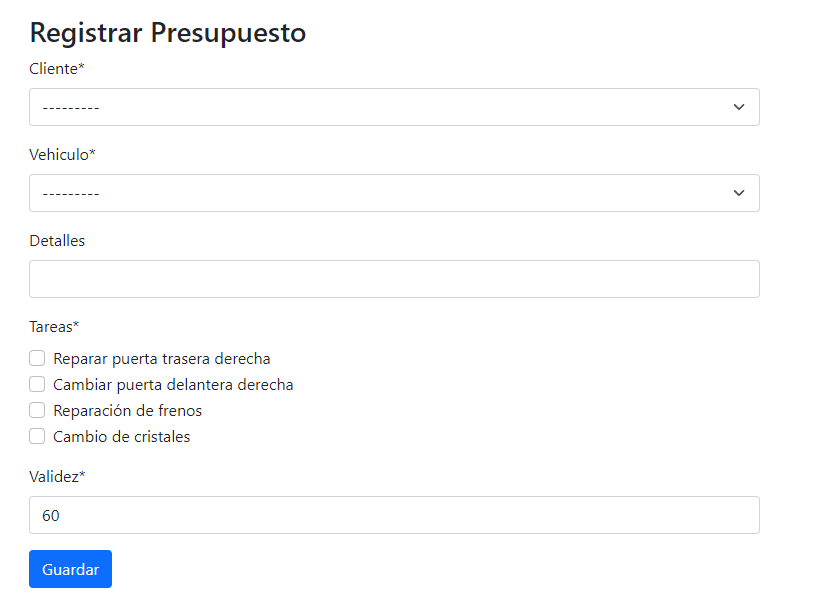 Registrar Presupuesto
Cliente*
---------
Vehiculo*
---------
Detalles
Tareas*
Reparar puerta trasera derecha
Cambiar puerta delantera derecha
Reparación de frenos
Cambio de cristales
Validez*
60
Guardar